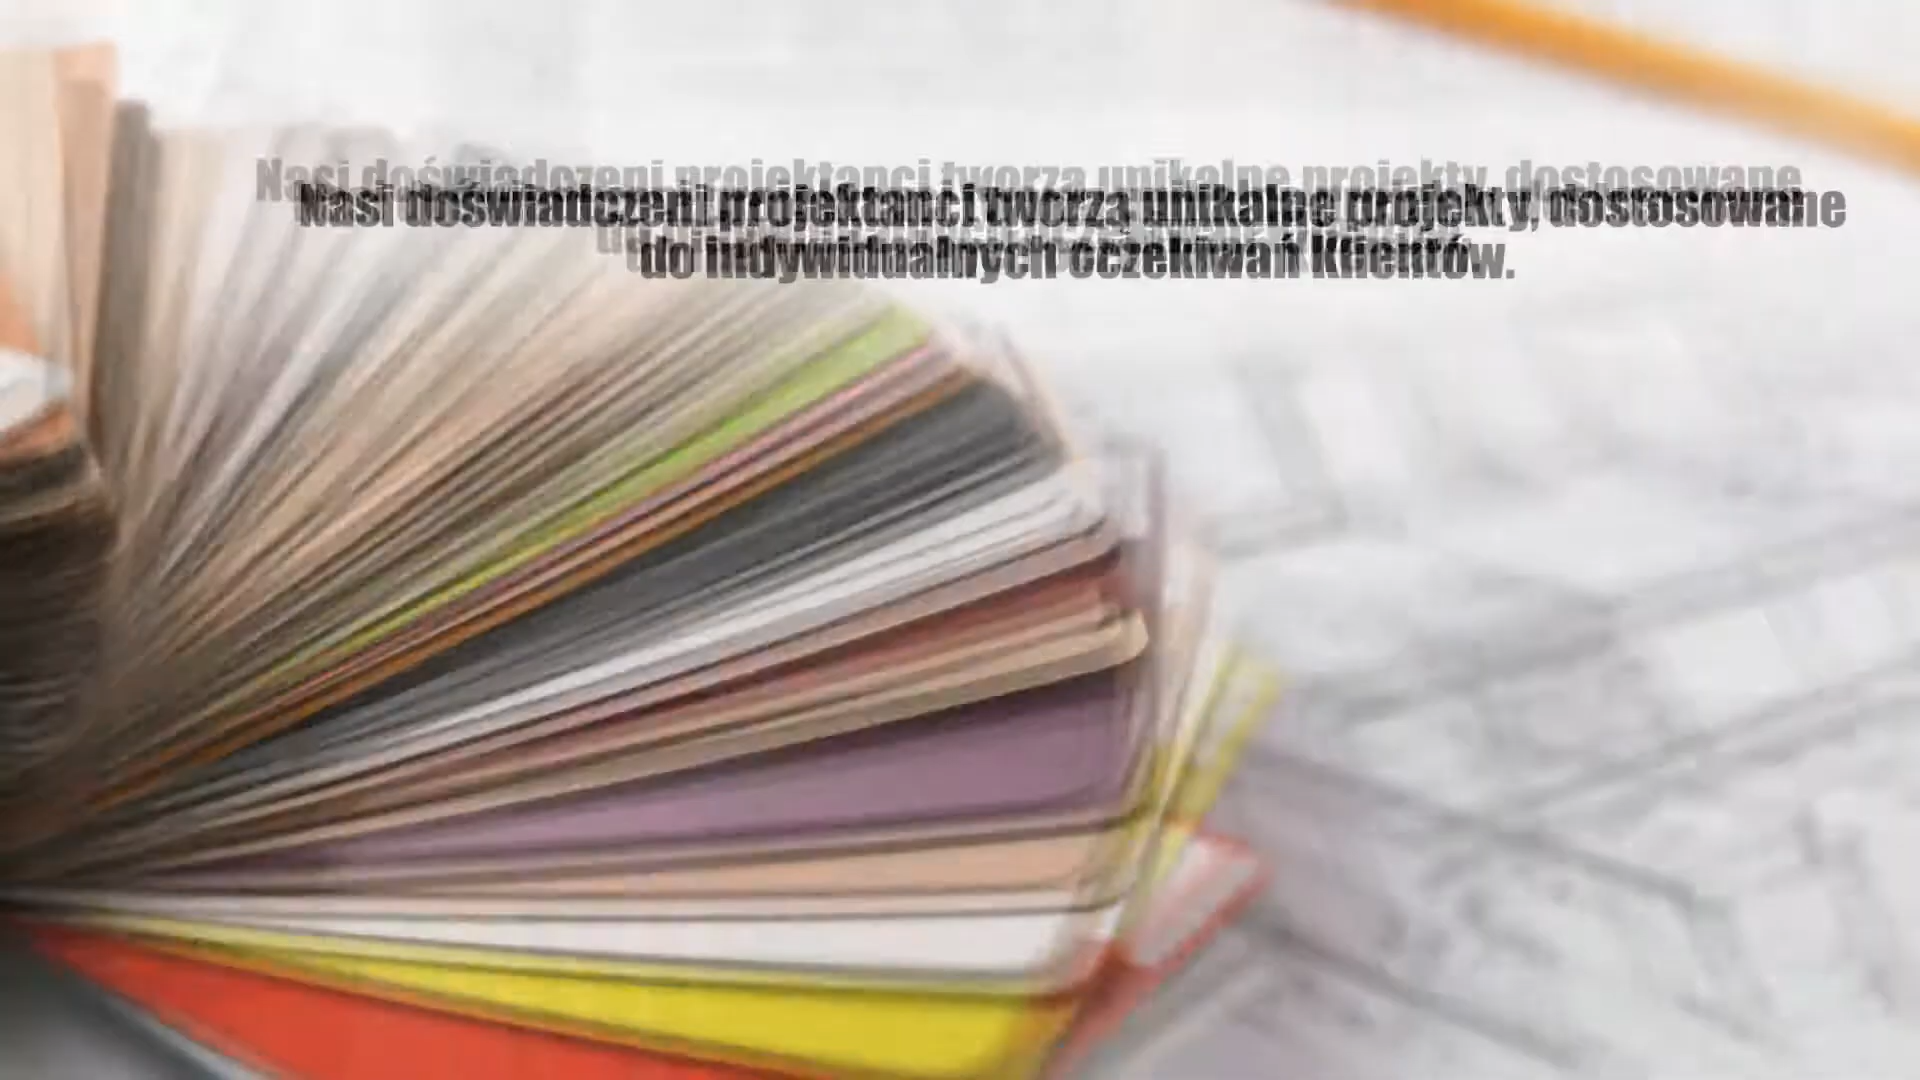 Nasi doświadczeni projektanci tworzą unikalne projekty, dostosowane
do indywidualnych oczekiwań Klientów.